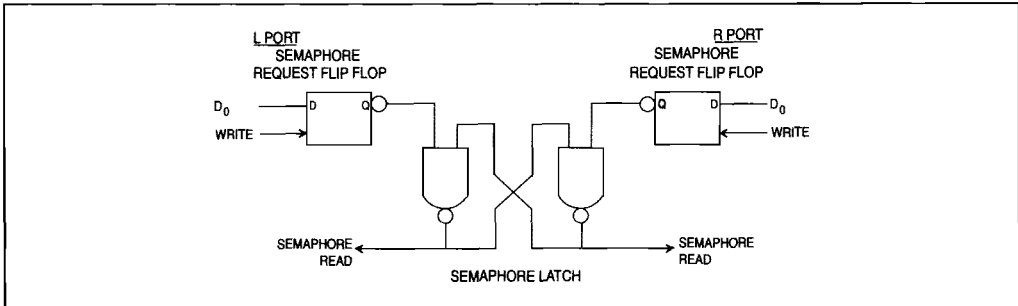 L PORT
SEMAPHORE
REQUEST FLIP FLOP
R PORT
SEMAPHORE
REQUEST FLIP FLOP
D0
D
Q
WRITE
Q
D
D0
WRITE
SEMAPHORE
READ
SEMAPHORE LATCH
SEMAPHORE
READ